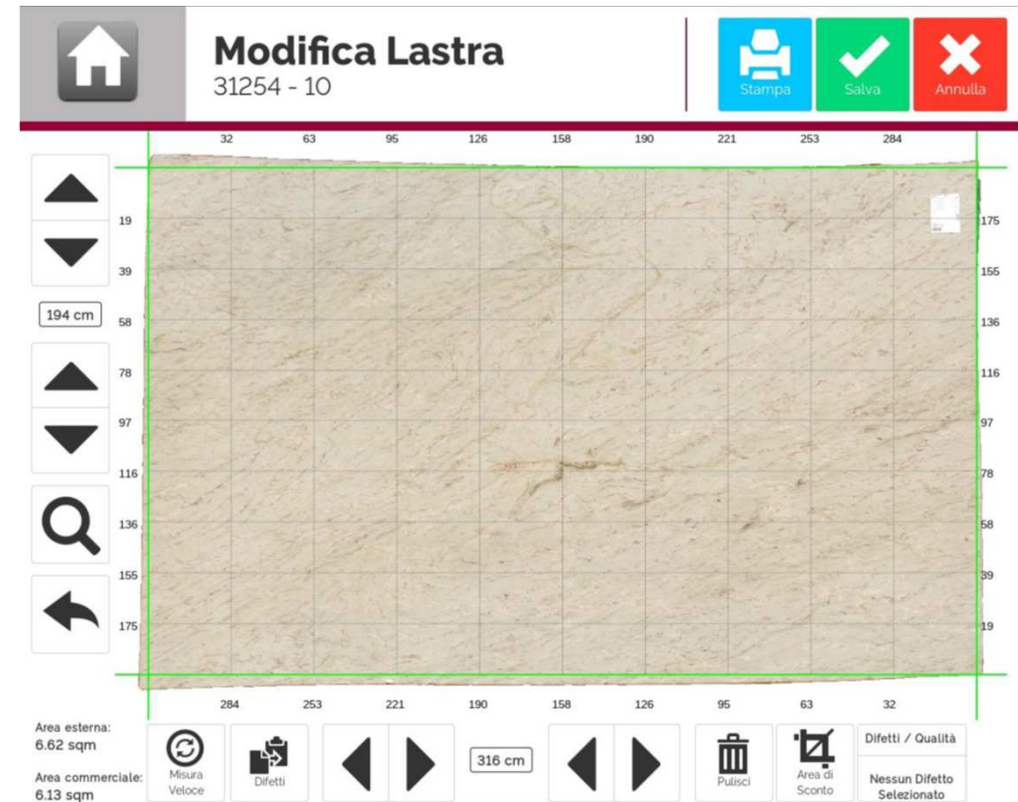 Modifica Lastra
31254 - 10
Stampa
Salva
Annulla
32 63 95 126 158 190 221 253 284
19 175
39 155
194 cm
58 136
78 116
97 97
116 78
136 58
155 39
175 19
284 253 221 190 158 126 95 63 32
Area esterna:
6.62 sqm
Area commerciale:
6.13 sqm
Misura
Veloce
Difetti
316 cm
Pulisci
Area di
Sconto
Difetti / Qualità
Nessun Difetto
Selezionato